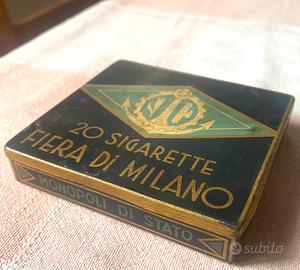 20 SIGARETTE
FIERA Di MILANO
MONOPOLI DI STATO
subito